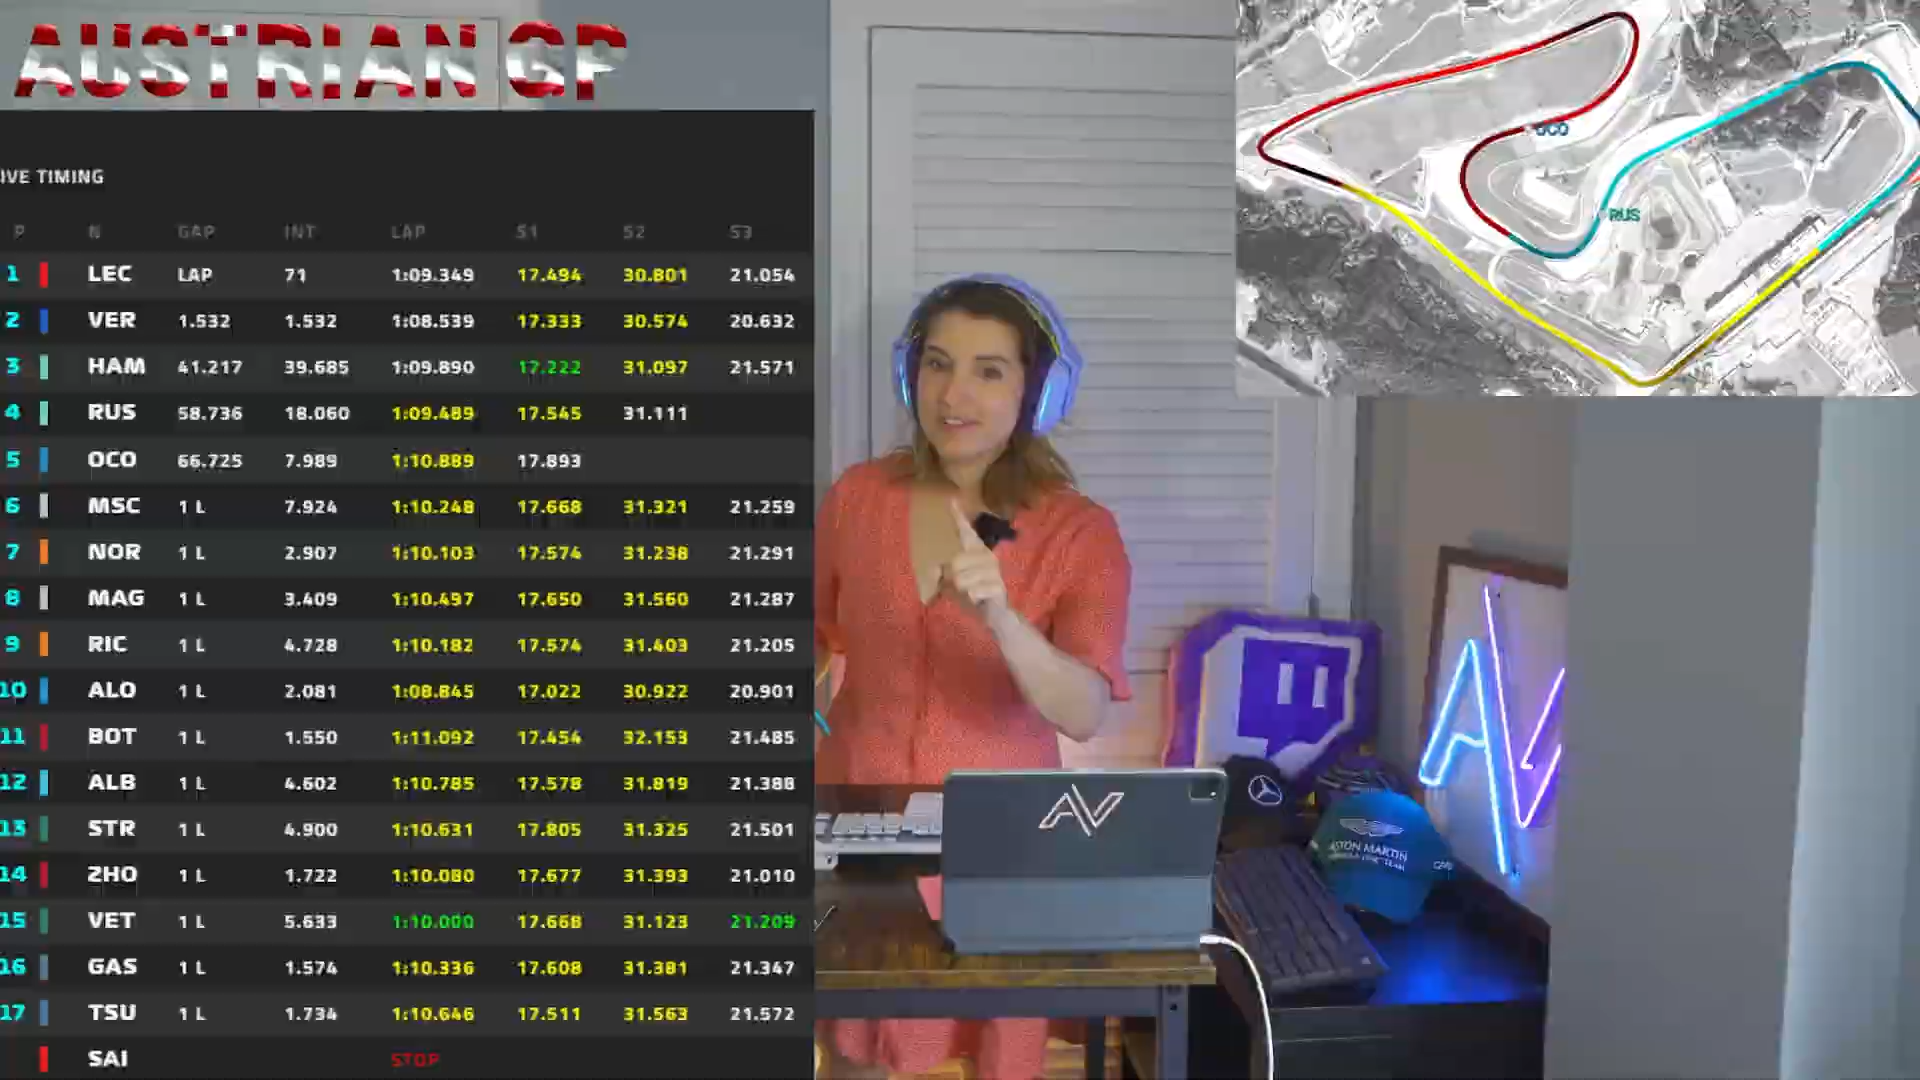 AUSTRIAN GP
IVE TIMING
P N GAP INT LAP S1 S2 S3
1 LEC LAP 71 1:09.349 17.494 30.801 21.054
2 VER 1.532 1.532 1:08.539 17.333 30.574 20.632
3 HAM 41.217 39.685 1:09.890 17.222 31.097 21.571
4 RUS 58.736 18.060 1:09.489 17.545 31.111
5 OCO 66.725 7.989 1:10.889 17.893
6 MSC 1 L 7.924 1:10.248 17.668 31.321 21.259
7 NOR 1 L 2.907 1:10.103 17.574 31.238 21.291
8 MAG 1 L 3.409 1:10.497 17.650 31.560 21.287
9 RIC 1 L 4.728 1:10.182 17.574 31.403 21.205
10 ALO 1 L 2.081 1:08.845 17.022 30.922 20.901
11 BOT 1 L 1.550 1:11.092 17.454 32.153 21.485
12 ALB 1 L 4.602 1:10.785 17.578 31.819 21.388
13 STR 1 L 4.900 1:10.631 17.805 31.325 21.501
14 ZHO 1 L 1.722 1:10.080 17.677 31.393 21.010
15 VET 1 L 5.633 1:10.000 17.668 31.123 21.209
16 GAS 1 L 1.574 1:10.336 17.608 31.381 21.347
17 TSU 1 L 1.734 1:10.646 17.511 31.563 21.572
SAI STOP
OCO
RUS
AV
AV
ASTON MARTIN